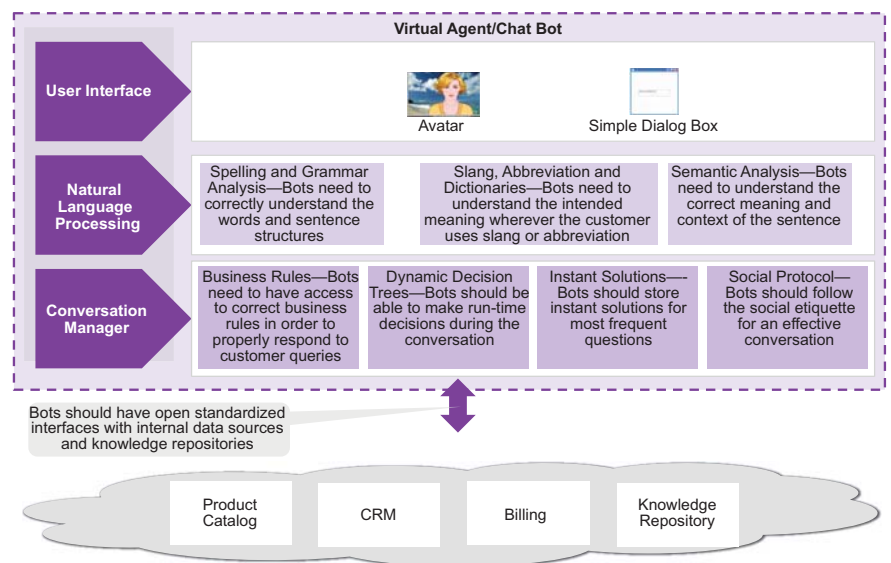 Virtual Agent/Chat Bot
User Interface
Avatar
Simple Dialog Box
Natural
Language
Processing
Spelling and Grammar
Analysis—Bots need to
correctly understand the
words and sentence
structures
Slang, Abbreviation and
Dictionaries—Bots need to
understand the intended
meaning wherever the customer
uses slang or abbreviation
Semantic Analysis—Bots
need to understand the
correct meaning and
context of the sentence
Conversation
Manager
Business Rules—Bots
need to have access
to correct business
rules in order to
properly respond to
customer queries
Dynamic Decision
Trees—Bots should be
able to make run-time
decisions during the
conversation
Instant Solutions—-
Bots should store
instant solutions for
most frequent
questions
Social Protocol—
Bots should follow
the social etiquette
for an effective
conversation
Bots should have open standardized
interfaces with internal data sources
and knowledge repositories
Product
Catalog
CRM
Billing
Knowledge
Repository